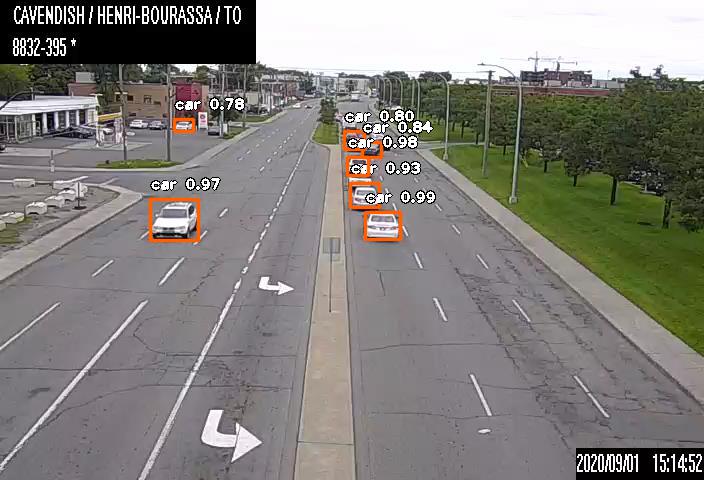 CAVENDISH / HENRI-BOURASSA / TO
8832-395 *
car 0.78
car 0.80
car 0.84
car 0.98
car 0.93
car 0.97
car 0.99
2020/09/01 15:14:52